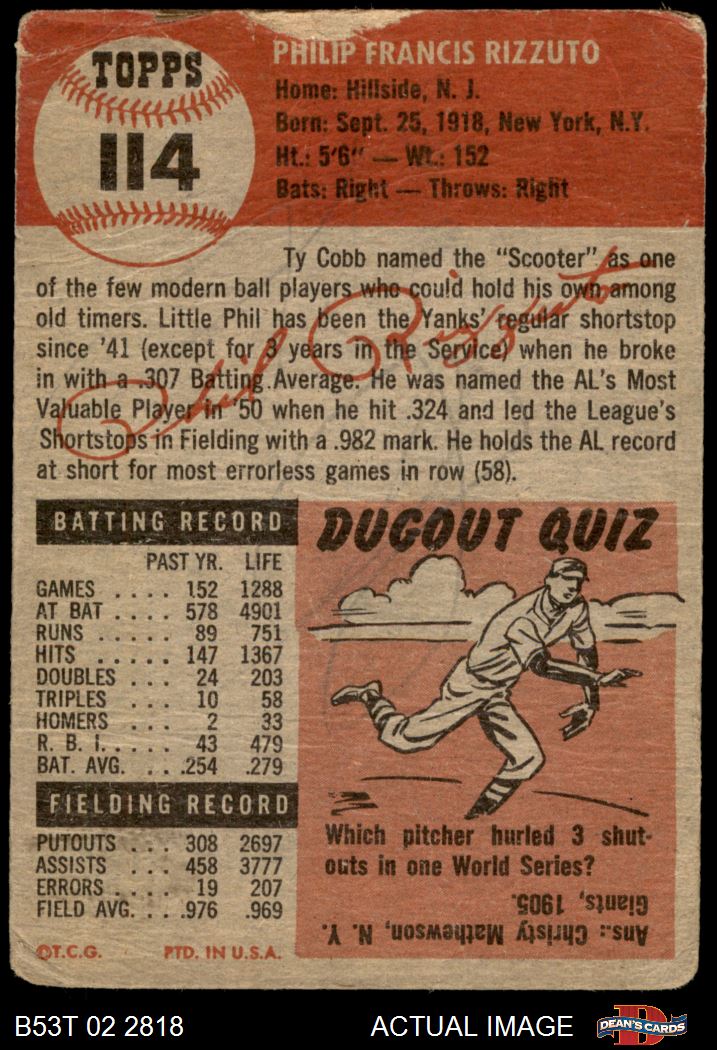 TOPPS
114
PHILIP FRANCIS RIZZUTO
Home: Hillside, N. J.
Born: Sept. 25, 1918, New York, N.Y.
Ht.: 5'6" — Wt.: 152
Bats: Right — Throws: Right
Ty Cobb named the "Scooter" as one
of the few modern ball players who could hold his own among
old timers. Little Phil has been the Yanks' regular shortstop
since '41 (except for 3 years in the Service) when he broke
in with a .307 Batting Average. He was named the AL's Most
Valuable Player in '50 when he hit .324 and led the League's
Shortstops in Fielding with a .982 mark. He holds the AL record
at short for most errorless games in row (58).
Phil Rizzuto
BATTING RECORD
PAST YR. LIFE
GAMES .... 152 1288
AT BAT .... 578 4901
RUNS ..... 89 751
HITS ..... 147 1367
DOUBLES ... 24 203
TRIPLES ... 10 58
HOMERS ... 2 33
R. B. I...... 43 479
BAT. AVG. ... .254 .279
FIELDING RECORD
PUTOUTS ... 308 2697
ASSISTS .... 458 3777
ERRORS .... 19 207
FIELD AVG. ... .976 .969
©T.C.G. PTD. IN U.S.A.
DUGOUT QUIZ
Which pitcher hurled 3 shut-
outs in one World Series?
Ans.: Christy Mathewson, N. Y.
Giants, 1905.
B53T 02 2818 ACTUAL IMAGE
D
DEAN'S CARDS